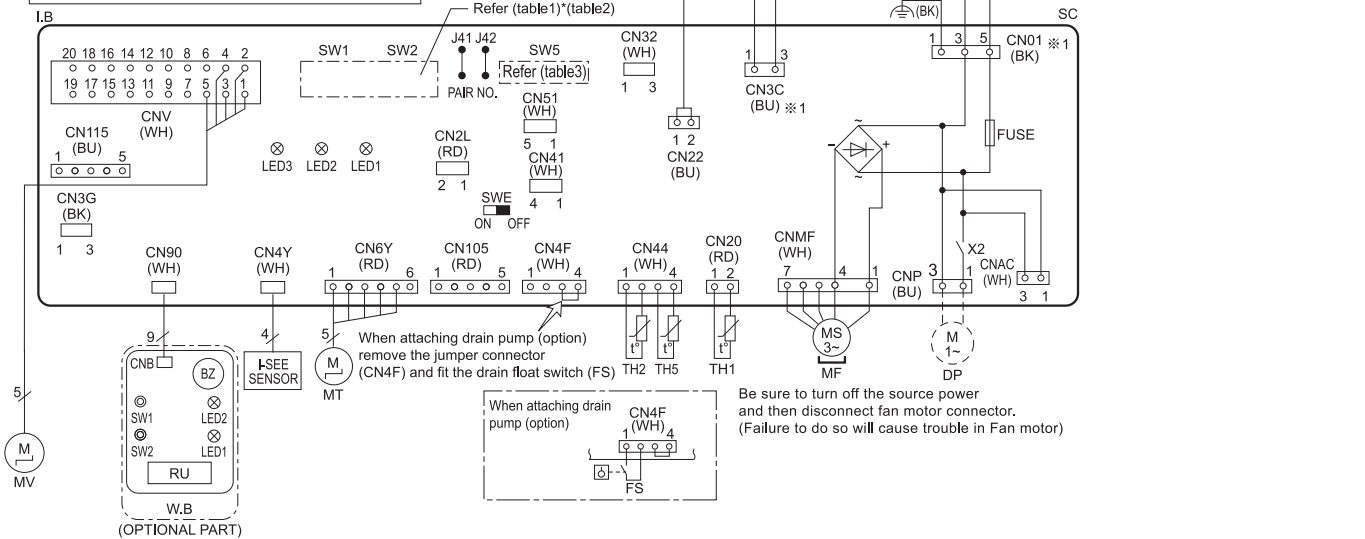 Refer (table1)*(table2)
(BK)
I.B
SC
20 18 16 14 12 10 8 6 4 2
19 17 15 13 11 9 7 5 3 1
CNV
(WH)
SW1 SW2
J41 J42
PAIR NO.
SW5
Refer (table3)
CN32
(WH)
1 3
1 3
CN3C
(BU) ※1
1 3 5
CN01 ※1
(BK)
CN115
(BU)
1 5
LED3 LED2 LED1
CN2L
(RD)
2 1
CN51
(WH)
5 1
CN41
(WH)
4 1
SWE
ON OFF
1 2
CN22
(BU)
~
- +
~
FUSE
CN3G
(BK)
1 3
CN90
(WH)
CN4Y
(WH)
CN6Y
(RD)
1 6
CN105
(RD)
1 5
CN4F
(WH)
1 4
CN44
(WH)
1 4
CN20
(RD)
1 2
CNMF
(WH)
7 4 1
CNP
(BU)
3 1
X2
CNAC
(WH)
3 1
9
4
5
5
When attaching drain pump (option)
remove the jumper connector
(CN4F) and fit the drain float switch (FS)
t° t° t°
TH2 TH5 TH1
MS
3~
MF
M
1~
DP
CNB
BZ
I-SEE
SENSOR
M
MT
SW1
LED2
SW2
LED1
RU
W.B
(OPTIONAL PART)
M
MV
When attaching drain
pump (option)
CN4F
(WH)
1 4
FS
Be sure to turn off the source power
and then disconnect fan motor connector.
(Failure to do so will cause trouble in Fan motor)